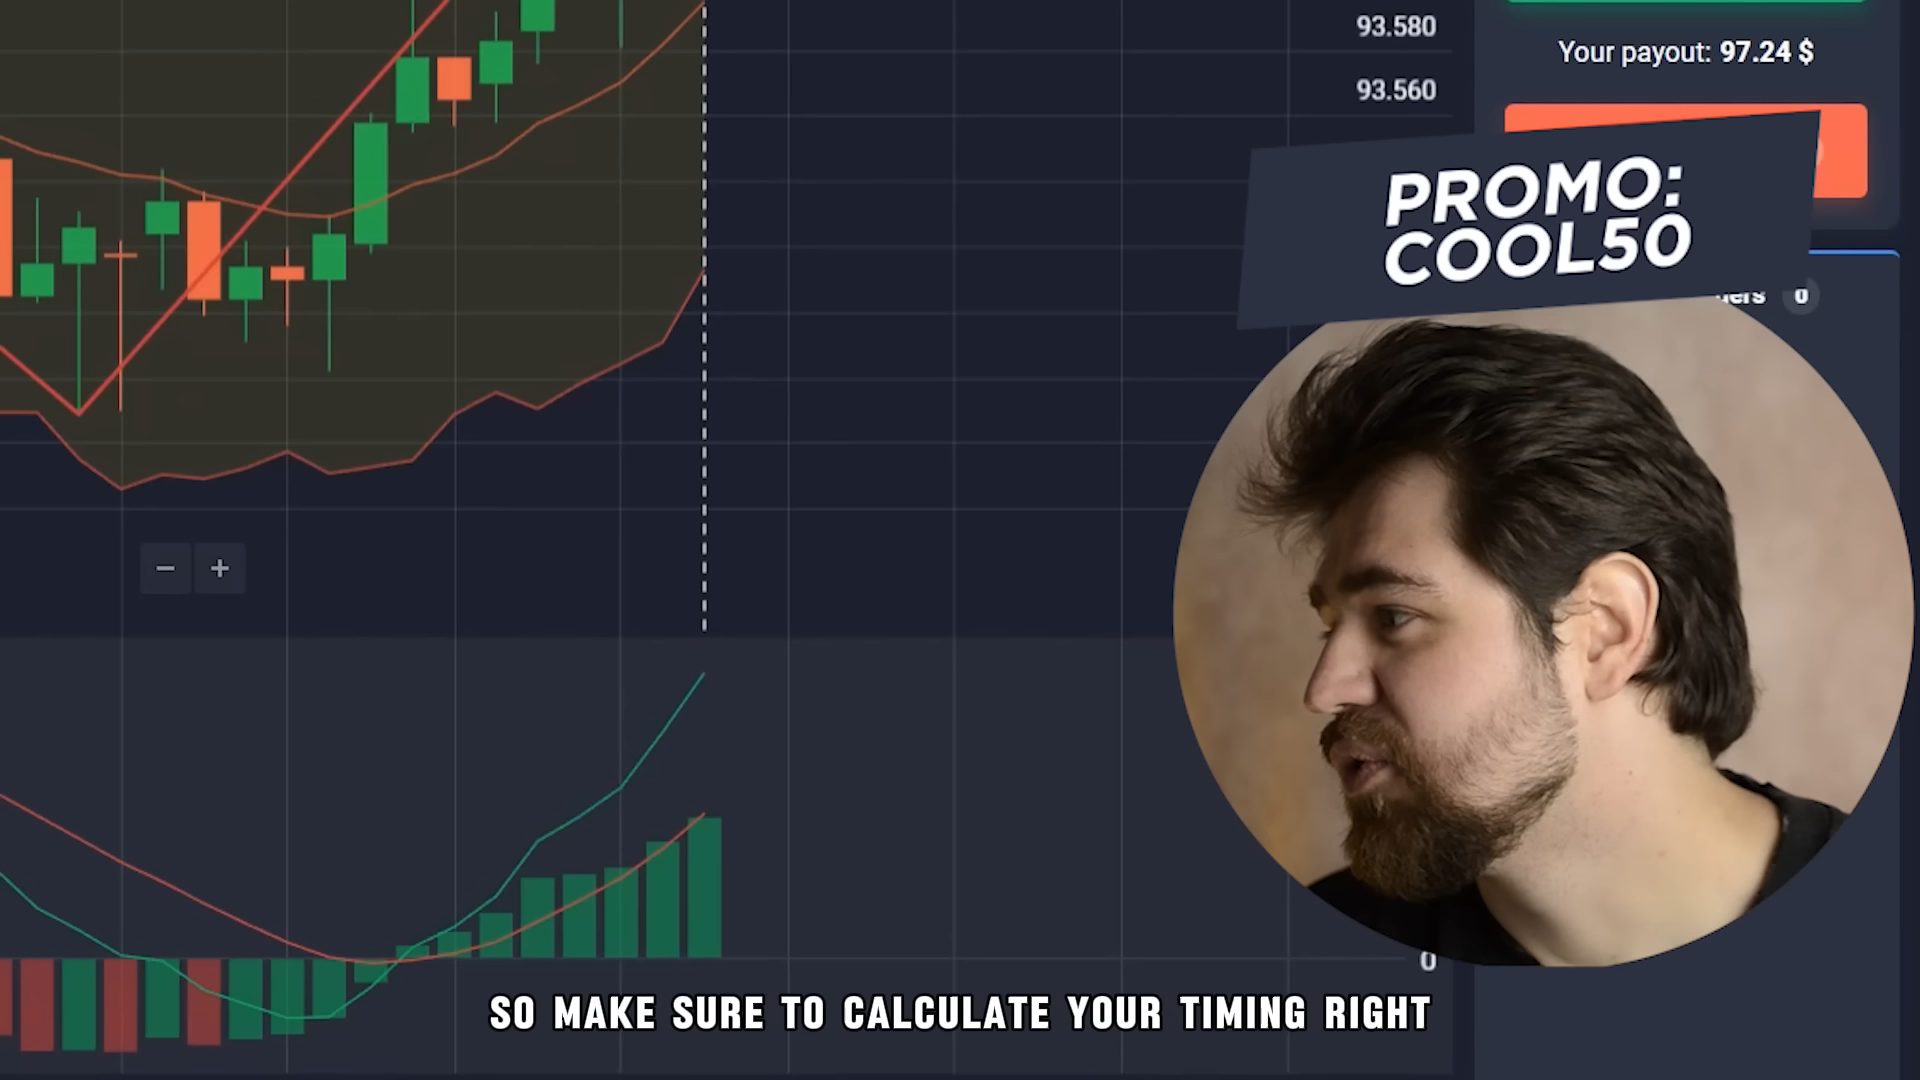 93.580
Your payout: 97.24 $
93.560
PROMO:
COOL50
0
0
SO MAKE SURE TO CALCULATE YOUR TIMING RIGHT